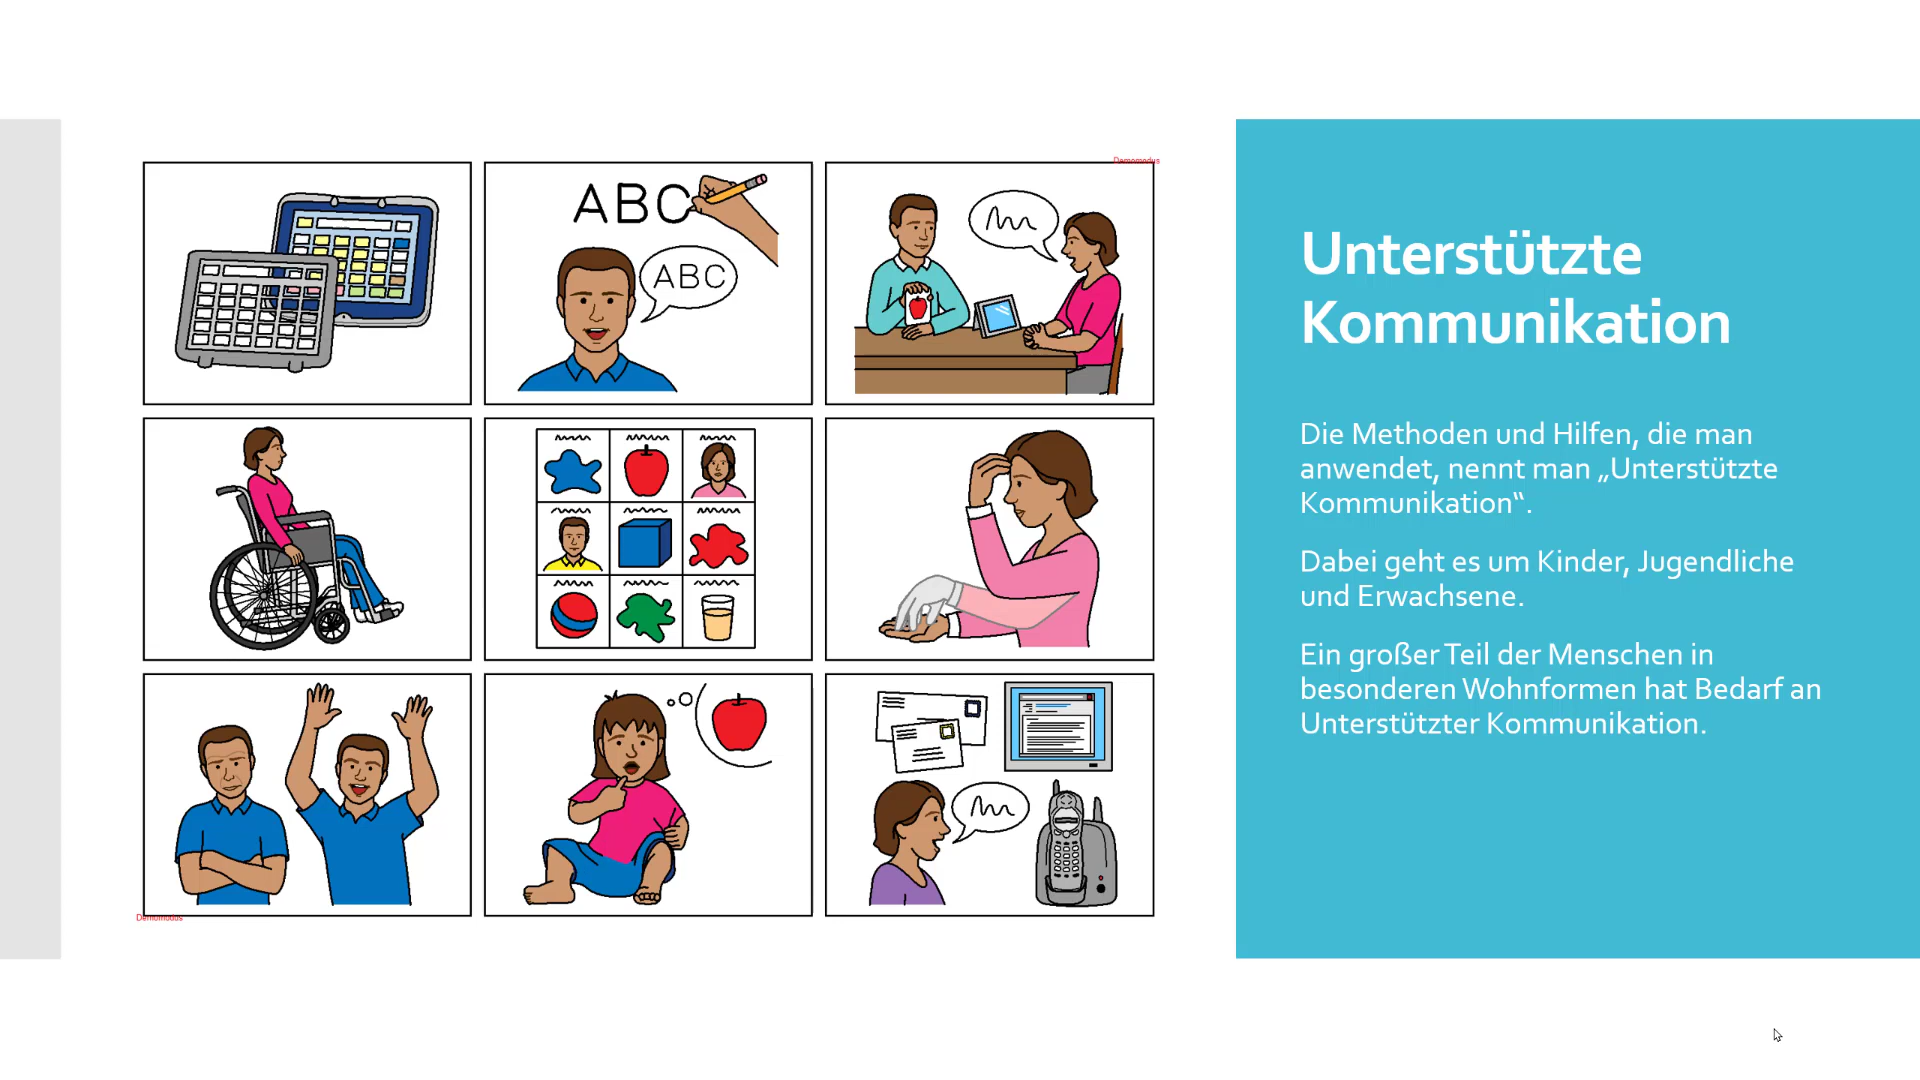 Demomodus
ABC
ABC
Demomodus
Unterstützte
Kommunikation
Die Methoden und Hilfen, die man
anwendet, nennt man „Unterstützte
Kommunikation“.
Dabei geht es um Kinder, Jugendliche
und Erwachsene.
Ein großer Teil der Menschen in
besonderen Wohnformen hat Bedarf an
Unterstützter Kommunikation.